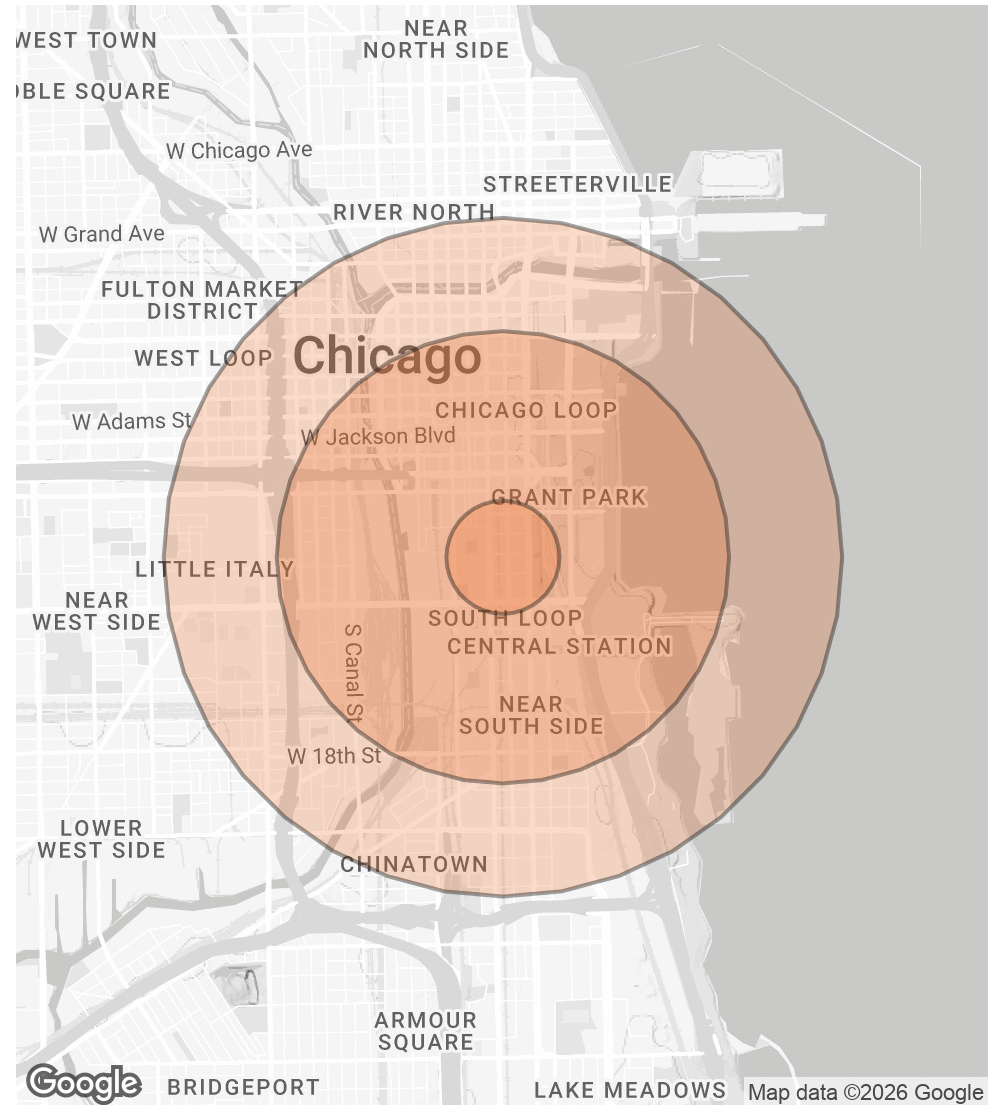 NEAR
NORTH SIDE
WEST TOWN
OBLE SQUARE
W Chicago Ave
STREETERVILLE
RIVER NORTH
W Grand Ave
FULTON MARKET
DISTRICT
WEST LOOP
Chicago
CHICAGO LOOP
W Adams St
W Jackson Blvd
GRANT PARK
LITTLE ITALY
NEAR
WEST SIDE
SOUTH LOOP
CENTRAL STATION
S Canal St
NEAR
SOUTH SIDE
W 18th St
LOWER
WEST SIDE
CHINATOWN
ARMOUR
SQUARE
Google
BRIDGEPORT
LAKE MEADOWS
Map data ©2026 Google